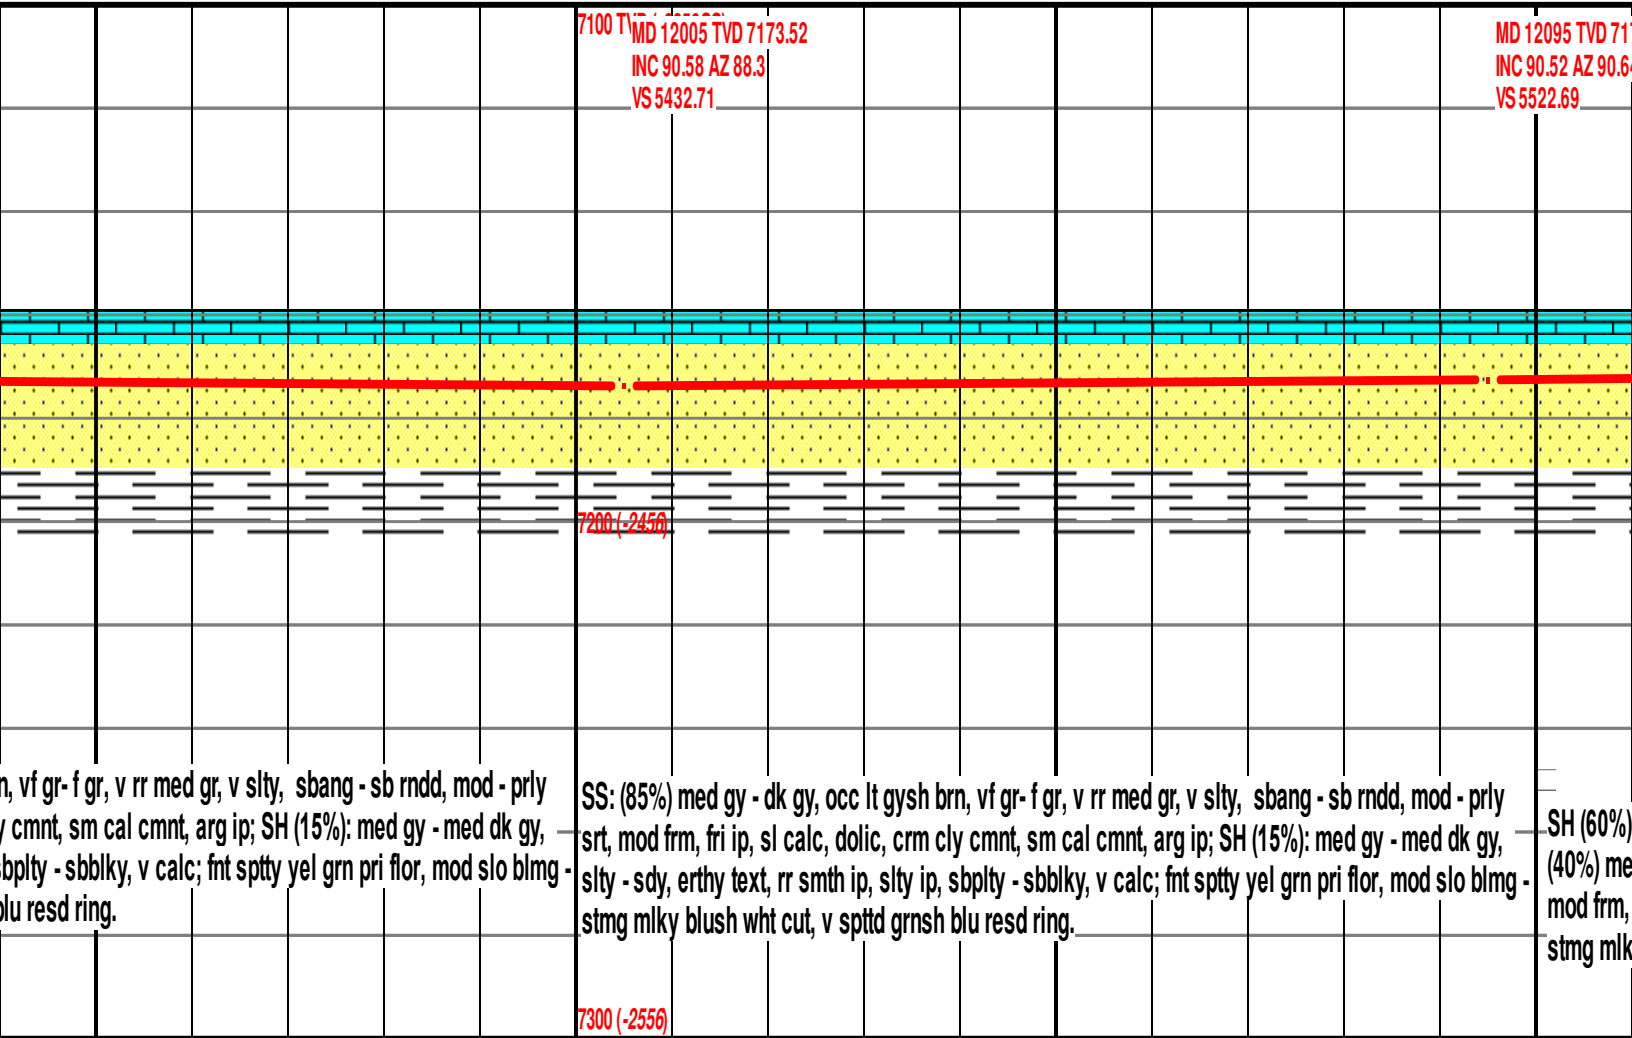 7100
MD 12005 TVD 7173.52
INC 90.58 AZ 88.3
VS 5432.71
MD 12095 TVD
INC 90.52 AZ
VS 5522.69
7200 (-2456)
vf gr- f gr, v rr med gr, v slty, sbang - sb rndd, mod - prly
cmnt, sm cal cmnt, arg ip; SH (15%): med gy - med dk gy,
sbplty - sbblky, v calc; fnt sptty yel grn pri flor, mod slo blmg -
blu resd ring.
SS: (85%) med gy - dk gy, occ lt gysh brn, vf gr- f gr, v rr med gr, v slty, sbang - sb rndd, mod - prly
srt, mod frm, fri ip, sl calc, dolic, crm cly cmnt, sm cal cmnt, arg ip; SH (15%): med gy - med dk gy,
slty - sdy, erthy text, rr smth ip, slty ip, sbplty - sbblky, v calc; fnt sptty yel grn pri flor, mod slo blmg -
stmg mlky blush wht cut, v spttd grnsh blu resd ring.
SH (60%)
(40%)
mod frm,
stmg
7300 (-2556)